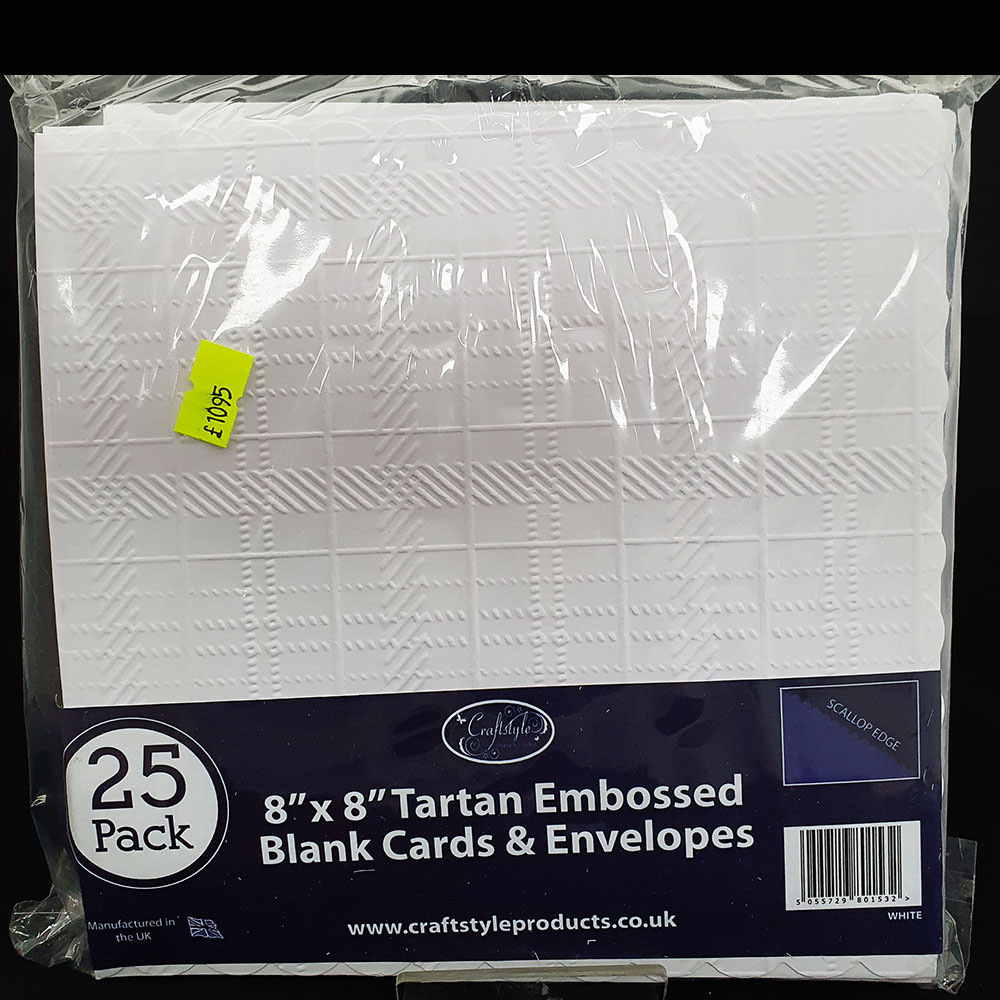 £1095
Craftstyle
SCALLOP EDGE
25
Pack
8”x 8” Tartan Embossed
Blank Cards & Envelopes
5 055729 801532 >
WHITE
Manufactured in
the UK
www.craftstyleproducts.co.uk